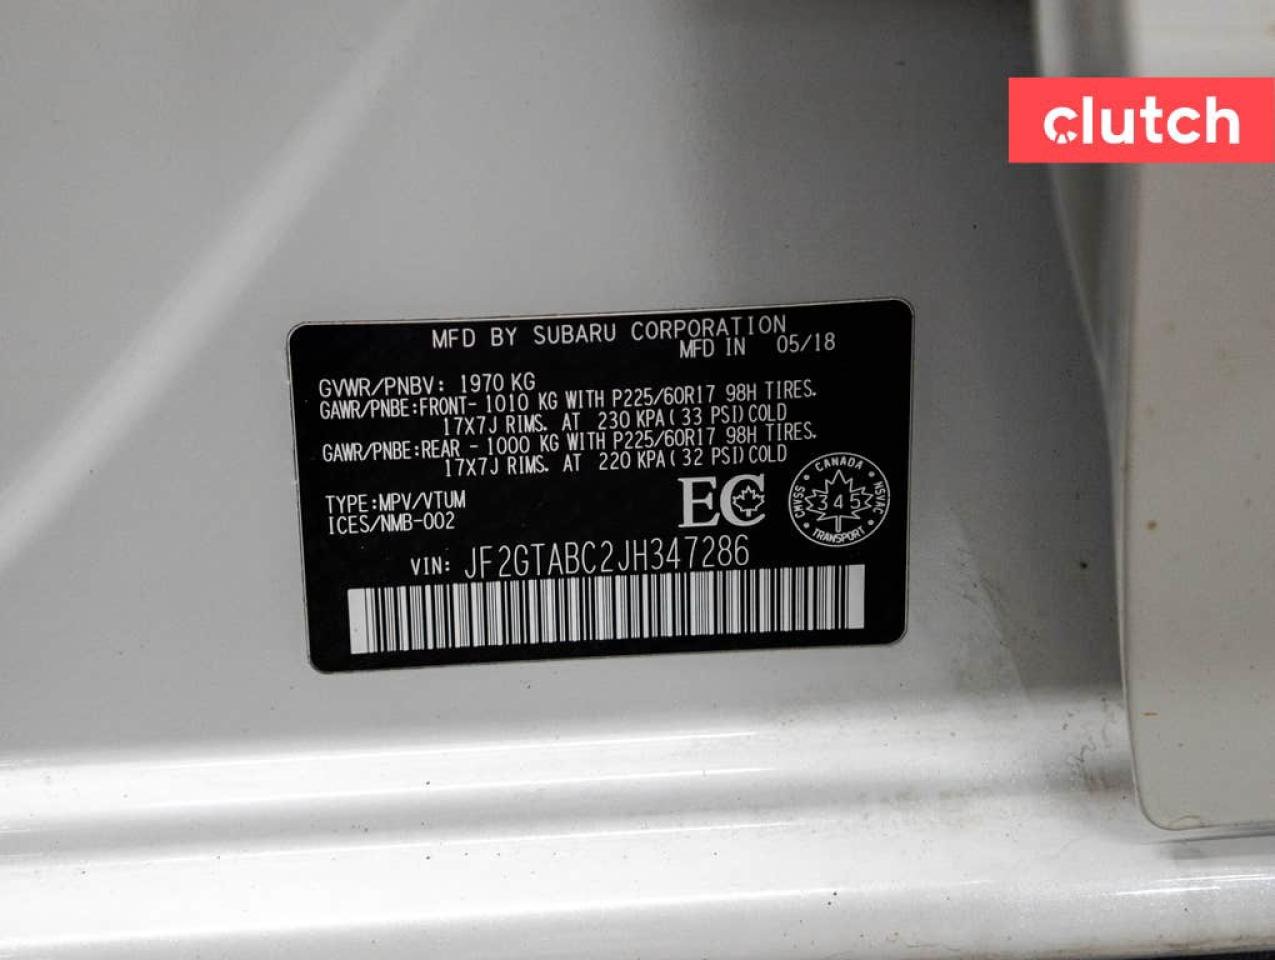 clutch
MFD BY SUBARU CORPORATION
MFD IN 05/18
GVWR/PNBV: 1970 KG
GAWR/PNBE:FRONT- 1010 KG WITH P225/60R17 98H TIRES.
17X7J RIMS. AT 230 KPA(33 PSI)COLD
GAWR/PNBE:REAR - 1000 KG WITH P225/60R17 98H TIRES.
17X7J RIMS. AT 220 KPA(32 PSI)COLD
TYPE:MPV/VTUM
ICES/NMB-002
EC
CMVSS CANADA NSVAC
345
TRANSPORT
VIN: JF2GTABC2JH347286